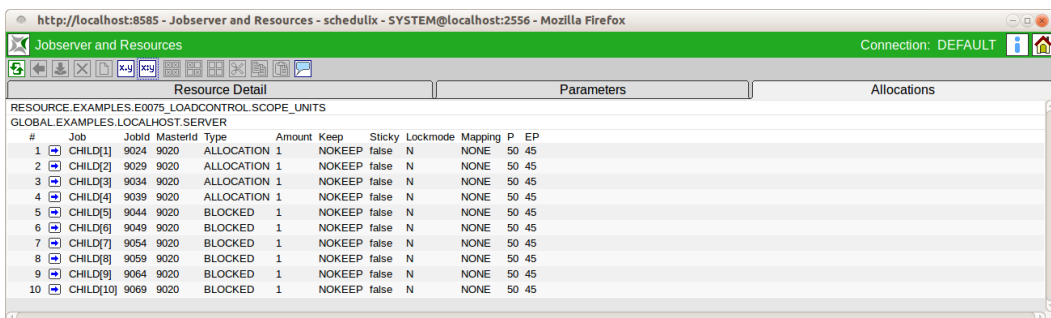 http://localhost:8585 - Jobserver and Resources - schedulix - SYSTEM@localhost:2556 - Mozilla Firefox
Jobserver and Resources Connection: DEFAULT
x.y x:y
Resource Detail Parameters Allocations
RESOURCE.EXAMPLES.E0075_LOADCONTROL.SCOPE_UNITS
GLOBAL.EXAMPLES.LOCALHOST.SERVER
# Job JobId MasterId Type Amount Keep Sticky Lockmode Mapping P EP
1 CHILD[1] 9024 9020 ALLOCATION 1 NOKEEP false N NONE 50 45
2 CHILD[2] 9029 9020 ALLOCATION 1 NOKEEP false N NONE 50 45
3 CHILD[3] 9034 9020 ALLOCATION 1 NOKEEP false N NONE 50 45
4 CHILD[4] 9039 9020 ALLOCATION 1 NOKEEP false N NONE 50 45
5 CHILD[5] 9044 9020 BLOCKED 1 NOKEEP false N NONE 50 45
6 CHILD[6] 9049 9020 BLOCKED 1 NOKEEP false N NONE 50 45
7 CHILD[7] 9054 9020 BLOCKED 1 NOKEEP false N NONE 50 45
8 CHILD[8] 9059 9020 BLOCKED 1 NOKEEP false N NONE 50 45
9 CHILD[9] 9064 9020 BLOCKED 1 NOKEEP false N NONE 50 45
10 CHILD[10] 9069 9020 BLOCKED 1 NOKEEP false N NONE 50 45